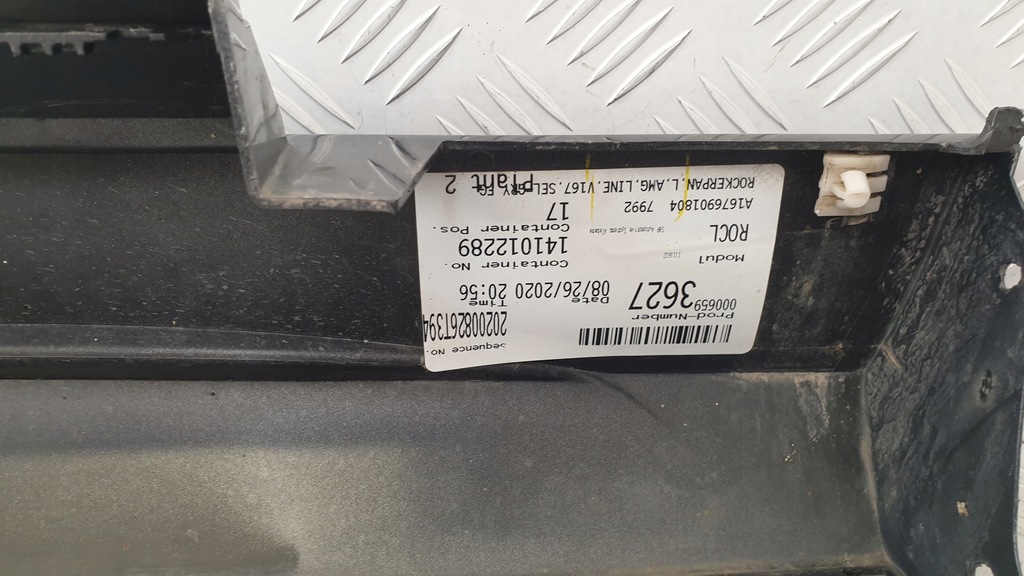 Prod-Number
000659 3627
Sequence No.
20200826T394
Date
08/26/2020
Time
20:56
Modul
ROCL
Container No.
141012289
Container Pos.
17
A1676901804 7992
ROCKERPAN.L.AMG.LINE.V167.SEL.
Plant 2